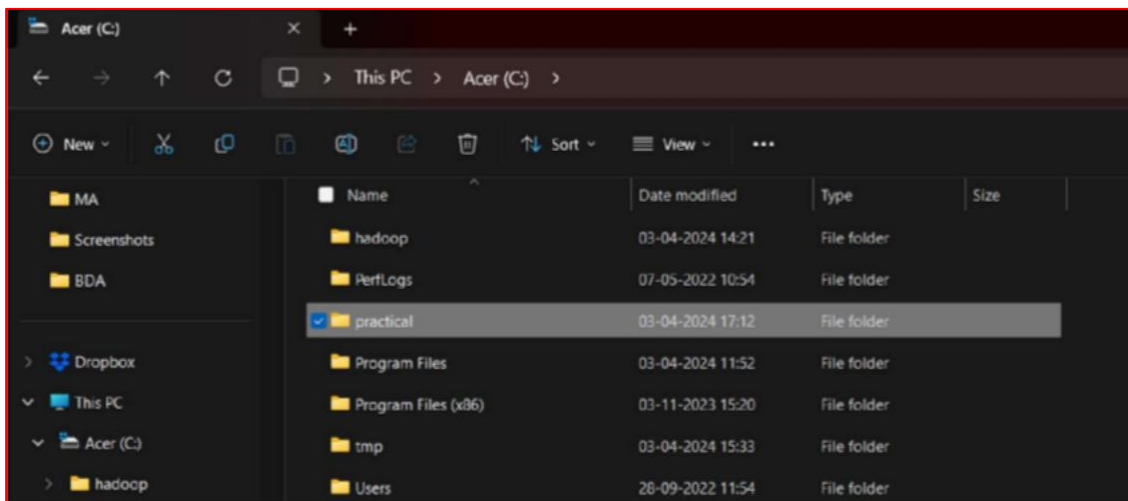 Acer (C:)
This PC > Acer (C:) >
New Sort View
Name Date modified Type Size
MA
Screenshots
BDA
Dropbox
This PC
Acer (C:)
hadoop
hadoop 03-04-2024 14:21 File folder
PerfLogs 07-05-2022 10:54 File folder
practical 03-04-2024 17:12 File folder
Program Files 03-04-2024 11:52 File folder
Program Files (x86) 03-11-2023 15:20 File folder
tmp 03-04-2024 15:33 File folder
Users 28-09-2022 11:54 File folder